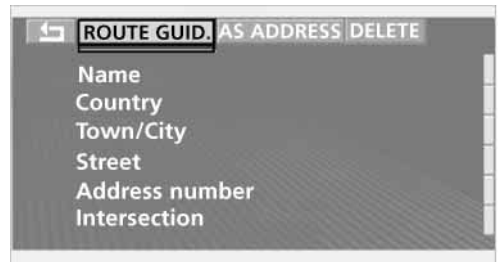 ROUTE GUID. AS ADDRESS DELETE
Name
Country
Town/City
Street
Address number
Intersection